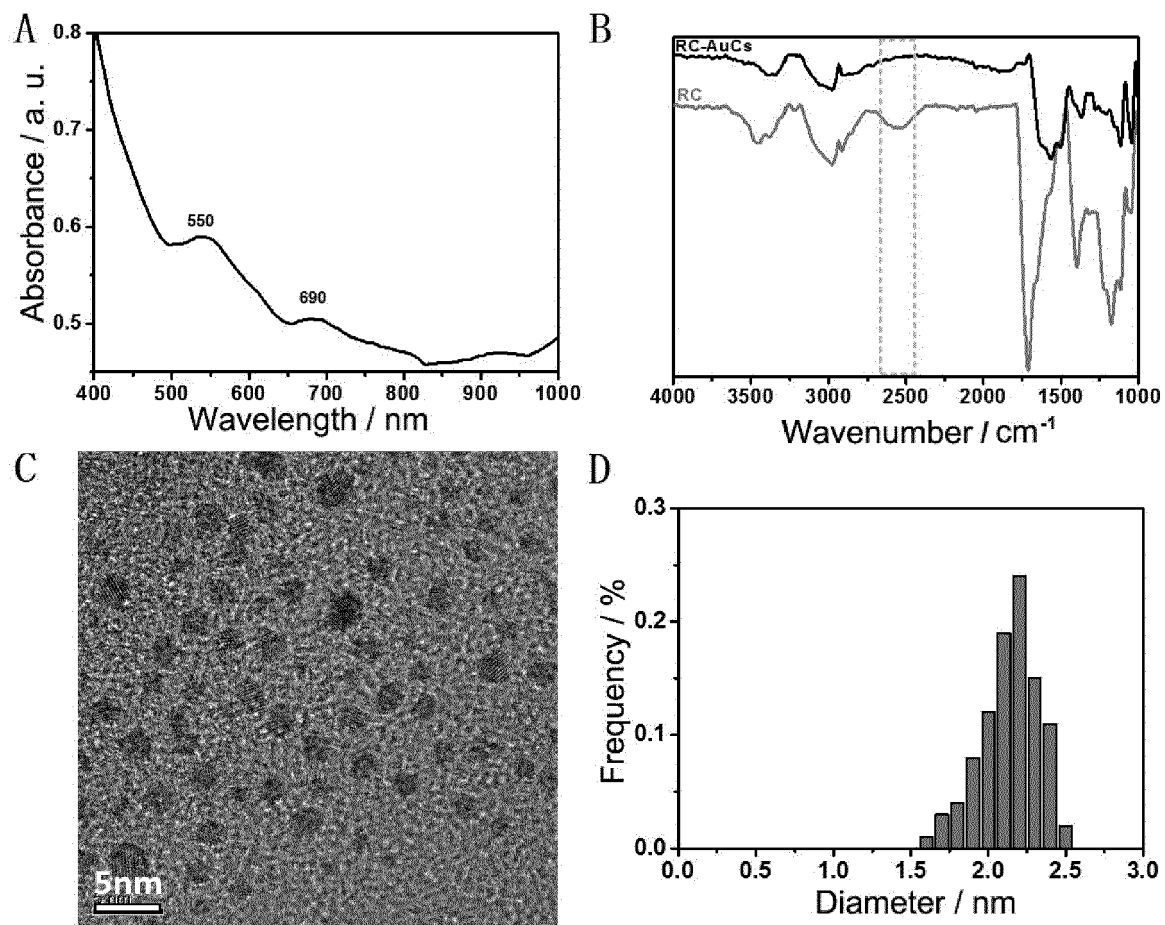 A
0.8
0.7
0.6
0.5
Absorbance / a. u.
550
690
400 500 600 700 800 900 1000
Wavelength / nm
B
RC-AuCs
RC
4000 3500 3000 2500 2000 1500 1000
Wavenumber / cm⁻¹
C
5nm
D
0.3
0.2
0.1
0.0
Frequency / %
0.0 0.5 1.0 1.5 2.0 2.5 3.0
Diameter / nm